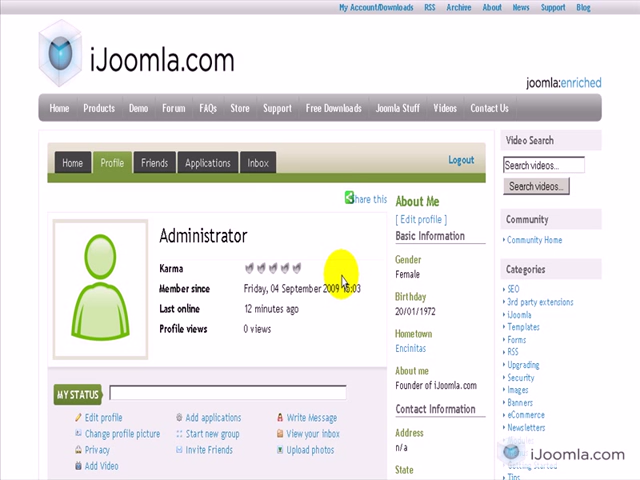 My Account/Downloads RSS Archive About News Support Blog
iJoomla.com
joomla:enriched
Home Products Demo Forum FAQs Store Support Free Downloads Joomla Stuff Videos Contact Us
Home Profile Friends Applications Inbox Logout
Share this
Administrator
Karma
Member since Friday, 04 September 2009
Last online 12 minutes ago
Profile views 0 views
MY STATUS
Edit profile Add applications Write Message
Change profile picture Start new group View your inbox
Privacy Invite Friends Upload photos
Add Video
About Me
[ Edit profile ]
Basic Information
Gender
Female
Birthday
20/01/1972
Hometown
Encinitas
About me
Founder of iJoomla.com
Contact Information
Address
n/a
State
Video Search
Search videos...
Search videos...
Community
Community Home
Categories
SEO
3rd party extensions
iJoomla
Templates
Forms
RSS
Upgrading
Security
Images
Banners
eCommerce
Newsletters
iJoomla.com
Getting Started
Tips